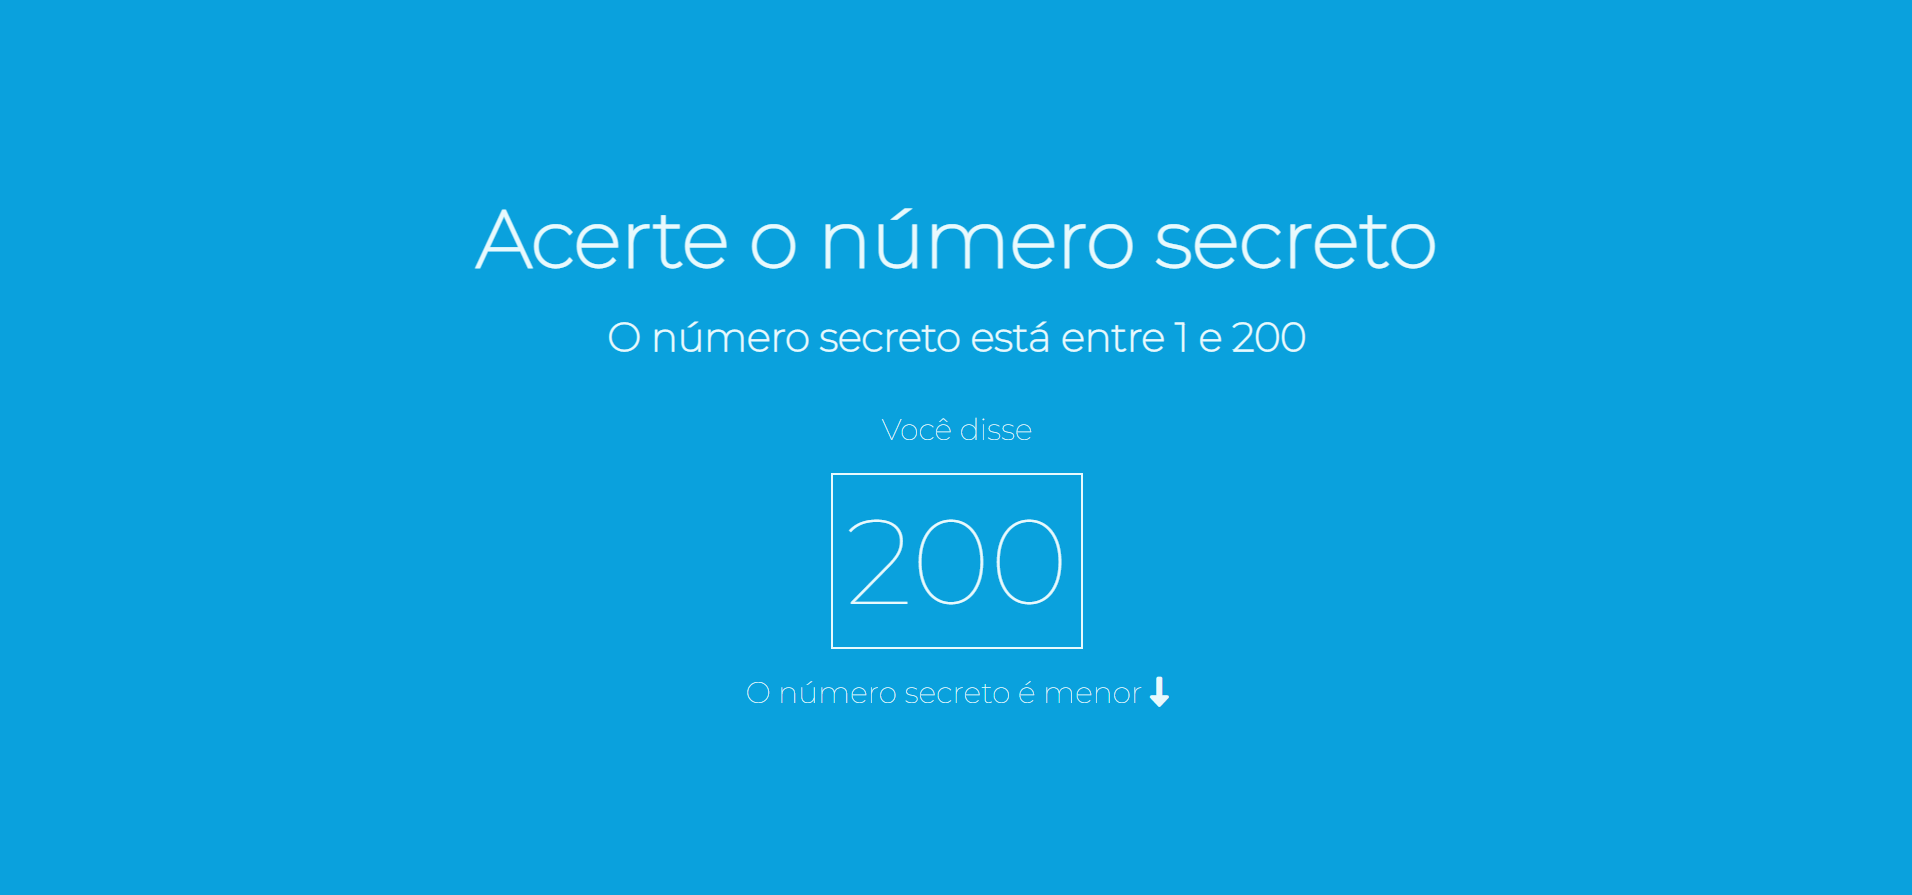 Acerte o número secreto
O número secreto está entre 1 e 200
Você disse
200
O número secreto é menor